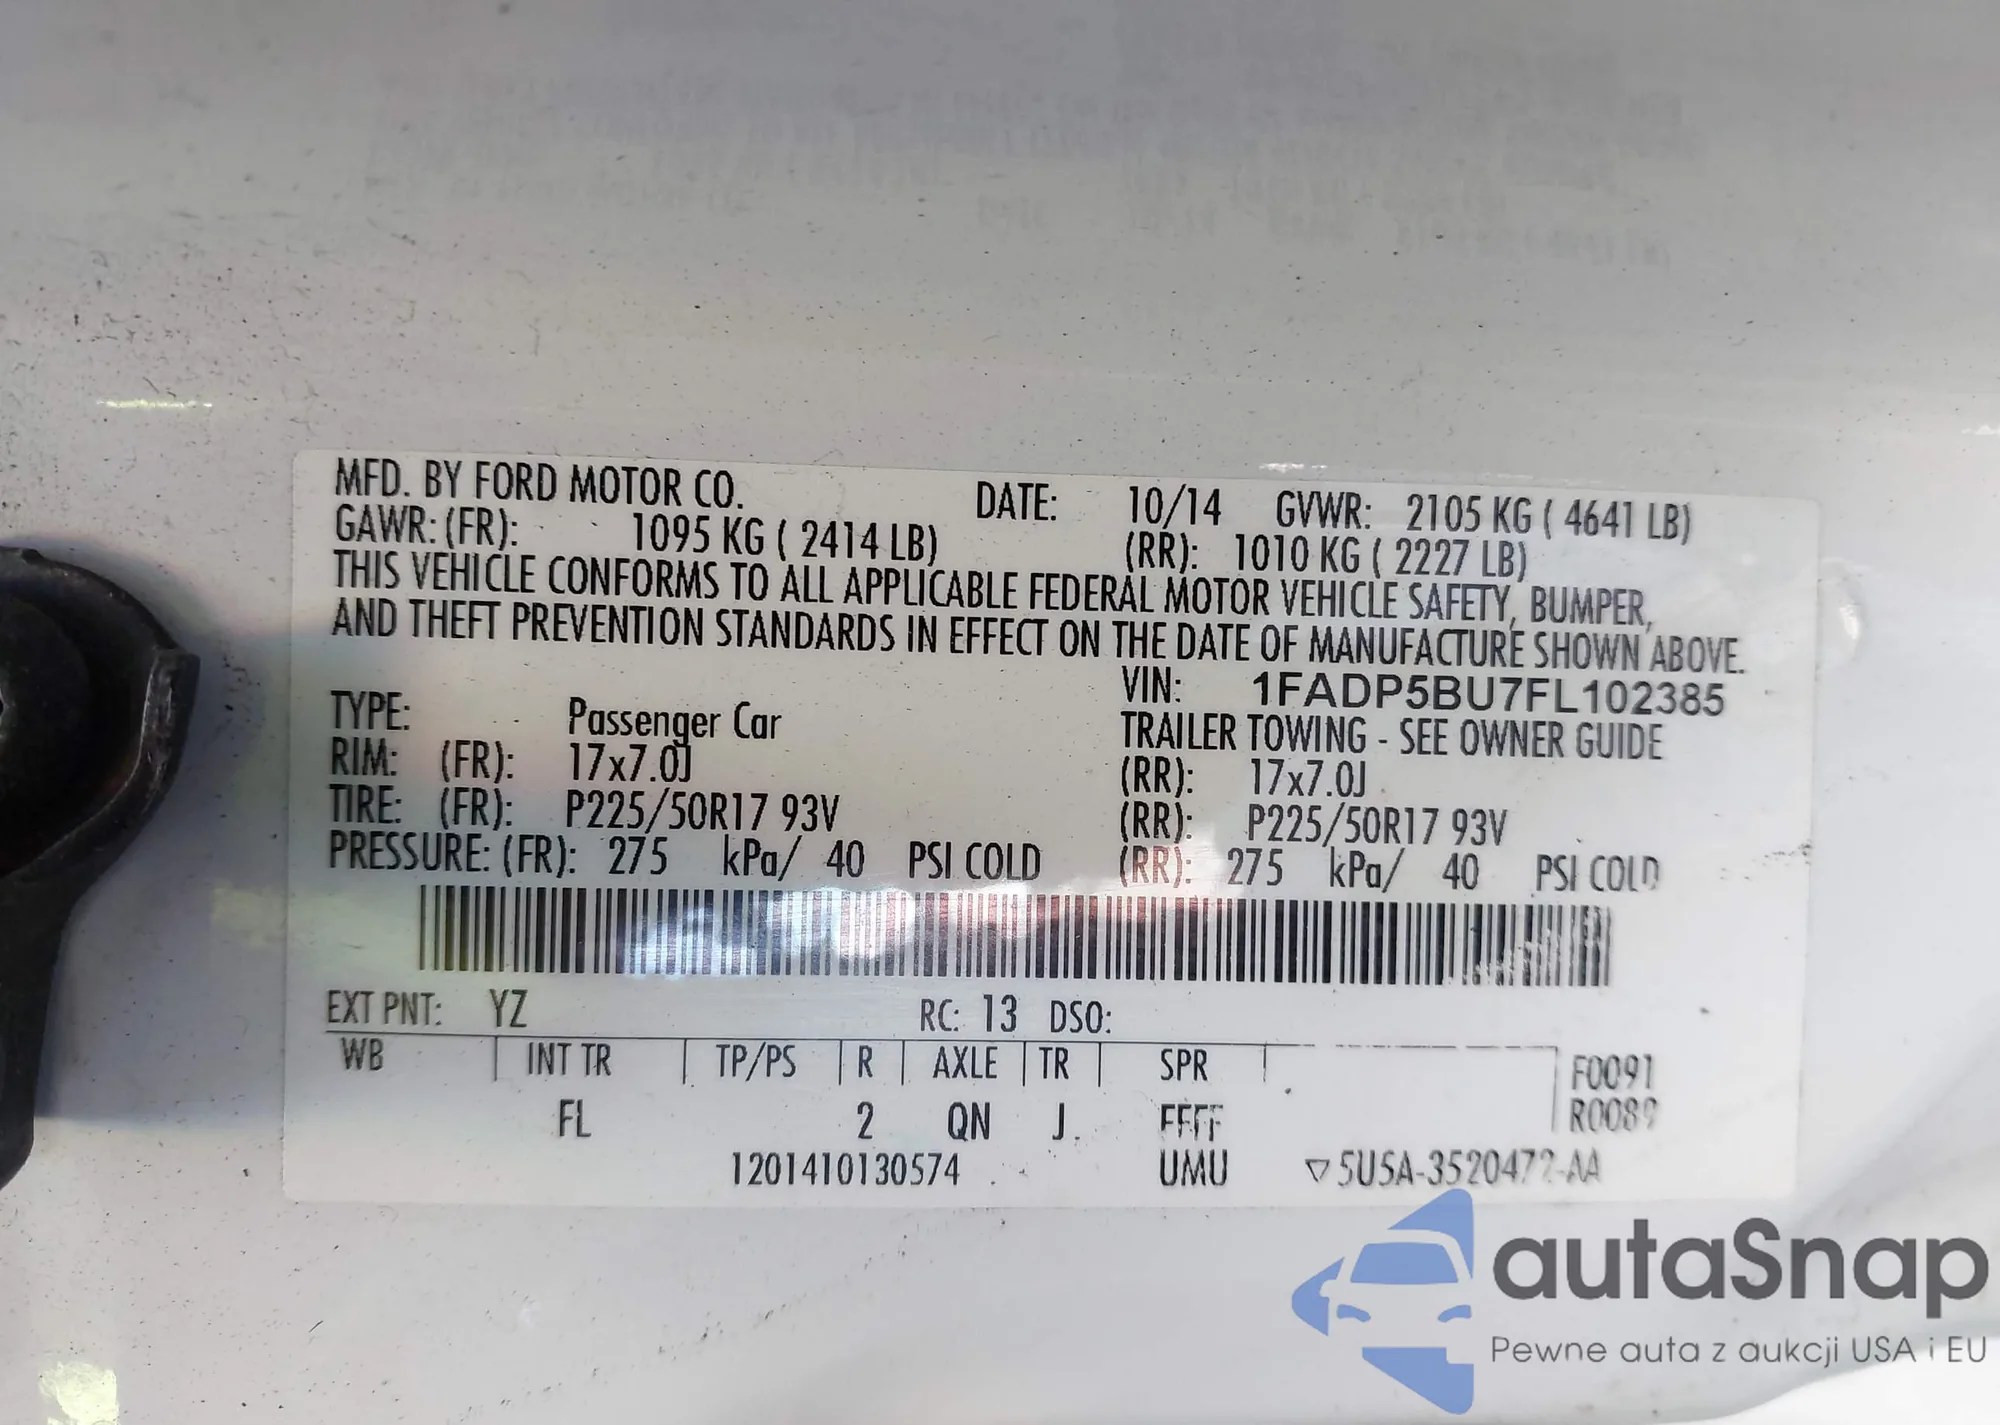 MFD. BY FORD MOTOR CO. DATE: 10/14 GVWR: 2105 KG ( 4641 LB)
GAWR: (FR): 1095 KG ( 2414 LB) (RR): 1010 KG ( 2227 LB)
THIS VEHICLE CONFORMS TO ALL APPLICABLE FEDERAL MOTOR VEHICLE SAFETY, BUMPER,
AND THEFT PREVENTION STANDARDS IN EFFECT ON THE DATE OF MANUFACTURE SHOWN ABOVE.
VIN: 1FADP5BU7FL102385
TYPE: Passenger Car TRAILER TOWING - SEE OWNER GUIDE
RIM: (FR): 17x7.0J (RR): 17x7.0J
TIRE: (FR): P225/50R17 93V (RR): P225/50R17 93V
PRESSURE: (FR): 275 kPa/ 40 PSI COLD (RR): 275 kPa/ 40 PSI COLD
EXT PNT: YZ RC: 13 DSO:
WB INT TR TP/PS R AXLE TR SPR F0091
FL 2 QN J FFFF R0089
1201410130574 UMU ▽5U5A-3520472-AA
autaSnap
Pewne auta z aukcji USA i EU